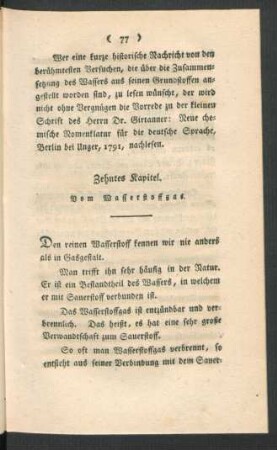 ( 77 )
Wer eine kurze historische Nachricht von den
berühmtesten Versuchen, die über die Zusammen-
setzung des Wassers aus seinen Grundstoffen an-
gestellt worden sind, zu lesen wünscht, der wird
nicht ohne Vergnügen die Vorrede zu der kleinen
Schrift des Herrn Dr. Girtanner: Neue che-
mische Nomenklatur für die deutsche Sprache,
Berlin bei Unger, 1791, nachlesen.
Zehntes Kapitel.
Vom Wasserstoffgas.
Den reinen Wasserstoff kennen wir nie anders
als in Gasgestalt.
Man trifft ihn sehr häufig in der Natur.
Er ist ein Bestandtheil des Wassers, in welchem
er mit Sauerstoff verbunden ist.
Das Wasserstoffgas ist entzündbar und ver-
brennlich. Das heißt, es hat eine sehr große
Verwandtschaft zum Sauerstoff.
So oft man Wasserstoffgas verbrennt, so
entsteht aus seiner Verbindung mit dem Sauer-